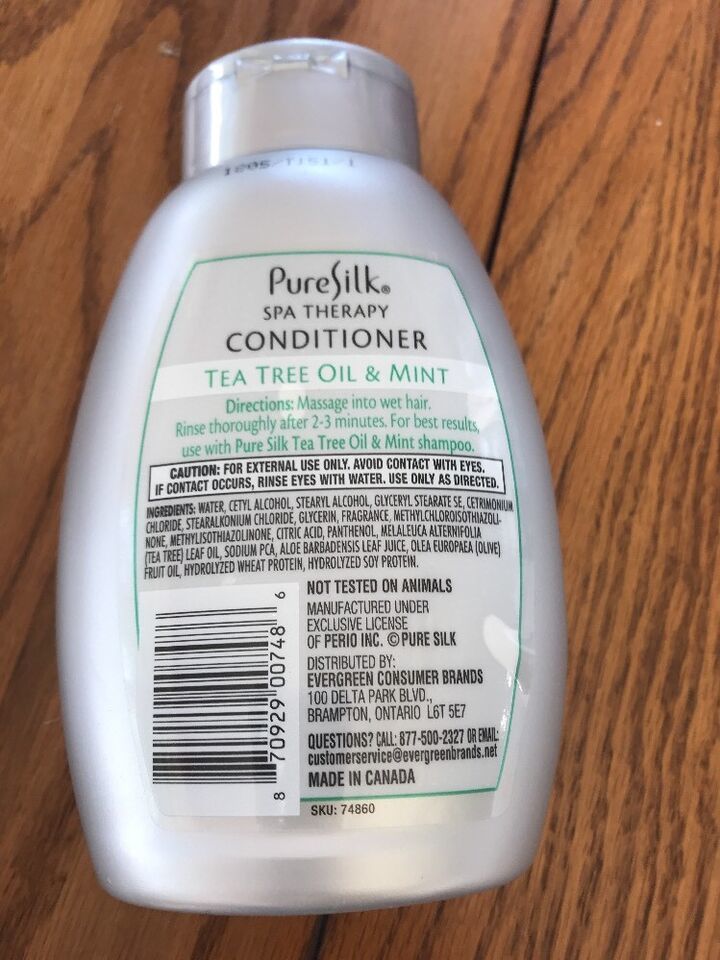 PureSilk®
SPA THERAPY
CONDITIONER
TEA TREE OIL & MINT
Directions: Massage into wet hair.
Rinse thoroughly after 2-3 minutes. For best results,
use with Pure Silk Tea Tree Oil & Mint shampoo.
CAUTION: FOR EXTERNAL USE ONLY. AVOID CONTACT WITH EYES.
IF CONTACT OCCURS, RINSE EYES WITH WATER. USE ONLY AS DIRECTED.
INGREDIENTS: WATER, CETYL ALCOHOL, STEARYL ALCOHOL, GLYCERYL STEARATE SE, CETRIMONIUM
CHLORIDE, STEARALKONIUM CHLORIDE, GLYCERIN, FRAGRANCE, METHYLCHLOROISOTHIAZOLI-
NONE, METHYLISOTHIAZOLINONE, CITRIC ACID, PANTHENOL, MELALEUCA ALTERNIFOLIA
(TEA TREE) LEAF OIL, SODIUM PCA, ALOE BARBADENSIS LEAF JUICE, OLEA EUROPAEA (OLIVE)
FRUIT OIL, HYDROLYZED WHEAT PROTEIN, HYDROLYZED SOY PROTEIN.
8 70929 00748 6
NOT TESTED ON ANIMALS
MANUFACTURED UNDER
EXCLUSIVE LICENSE
OF PERIO INC. ©PURE SILK
DISTRIBUTED BY:
EVERGREEN CONSUMER BRANDS
100 DELTA PARK BLVD.,
BRAMPTON, ONTARIO L6T 5E7
QUESTIONS? CALL: 877-500-2327 OR EMAIL:
customerservice@evergreenbrands.net
MADE IN CANADA
SKU: 74860